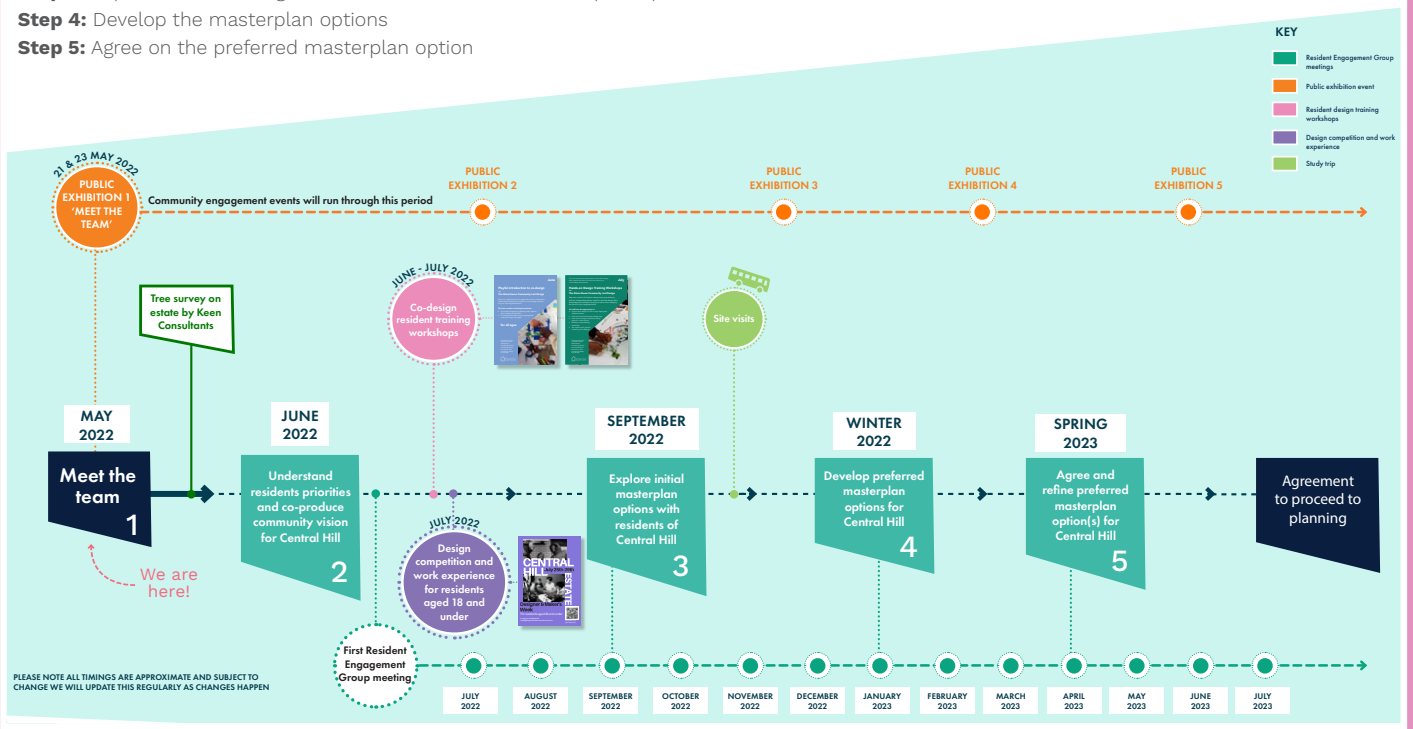 Step 4: Develop the masterplan options
Step 5: Agree on the preferred masterplan option
KEY
Resident Engagement Group
meetings
Public exhibition event
Resident design training
workshops
Design competition and work
experience
Study trip
21 & 23 MAY 2022
PUBLIC
EXHIBITION 1
‘MEET THE
TEAM’
Community engagement events will run through this period
PUBLIC
EXHIBITION 2
PUBLIC
EXHIBITION 3
PUBLIC
EXHIBITION 4
PUBLIC
EXHIBITION 5
Tree survey on
estate by Keen
Consultants
JUNE - JULY 2022
Co-design
resident training
workshops
June
July
Site visits
MAY
2022
Meet the
team
1
We are
here!
JUNE
2022
Understand
residents priorities
and co-produce
community vision
for Central Hill
2
JULY 2022
Design
competition and
work experience
for residents
aged 18 and
under
CENTRAL
HILL
ESTATE
Designer & Maker's
Week
SEPTEMBER
2022
Explore initial
masterplan
options with
residents of
Central Hill
3
WINTER
2022
Develop preferred
masterplan
options for
Central Hill
4
SPRING
2023
Agree and
refine preferred
masterplan
option(s) for
Central Hill
5
Agreement
to proceed to
planning
First Resident
Engagement
Group meeting
JULY
2022
AUGUST
2022
SEPTEMBER
2022
OCTOBER
2022
NOVEMBER
2022
DECEMBER
2022
JANUARY
2023
FEBRUARY
2023
MARCH
2023
APRIL
2023
MAY
2023
JUNE
2023
JULY
2023
PLEASE NOTE ALL TIMINGS ARE APPROXIMATE AND SUBJECT TO
CHANGE WE WILL UPDATE THIS REGULARLY AS CHANGES HAPPEN